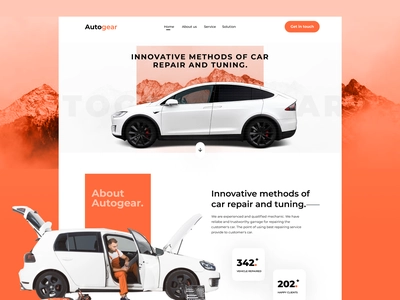 Autogear
Home About us Service Solution
Get in touch
INNOVATIVE METHODS OF CAR
REPAIR AND TUNING.
About
Autogear.
Innovative methods of
car repair and tuning.
We are experienced and qualified mechanic. We have
reliable and trustworthy garage for repairing the
customer's car. The point of using best repairing service
provide to customer's car.
342.
VEHICLE REPAIRED
202.
HAPPY CLIENTS